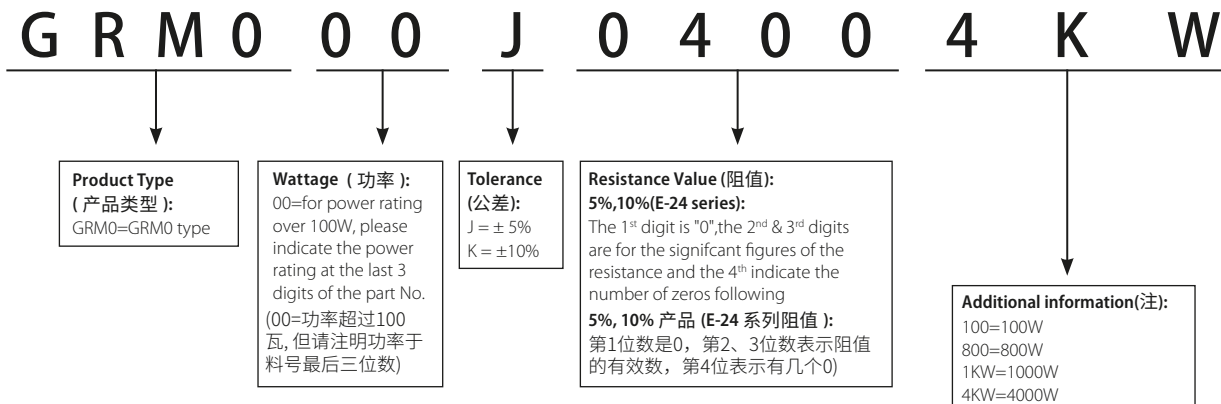 G R M 0 0 0 J 0 4 0 0 4 K W
Product Type
( 产品类型 ):
GRM0=GRM0 type
Wattage ( 功率 ):
00=for power rating
over 100W, please
indicate the power
rating at the last 3
digits of the part No.
(00=功率超过100
瓦, 但请注明功率于
料号最后三位数)
Tolerance
(公差):
J = ± 5%
K = ±10%
Resistance Value (阻值):
5%,10%(E-24 series):
The 1st digit is "0",the 2nd & 3rd digits
are for the signifcant figures of the
resistance and the 4th indicate the
number of zeros following
5%, 10% 产品 (E-24 系列阻值 ):
第1位数是0，第2、3位数表示阻值
的有效数，第4位表示有几个0)
Additional information(注):
100=100W
800=800W
1KW=1000W
4KW=4000W